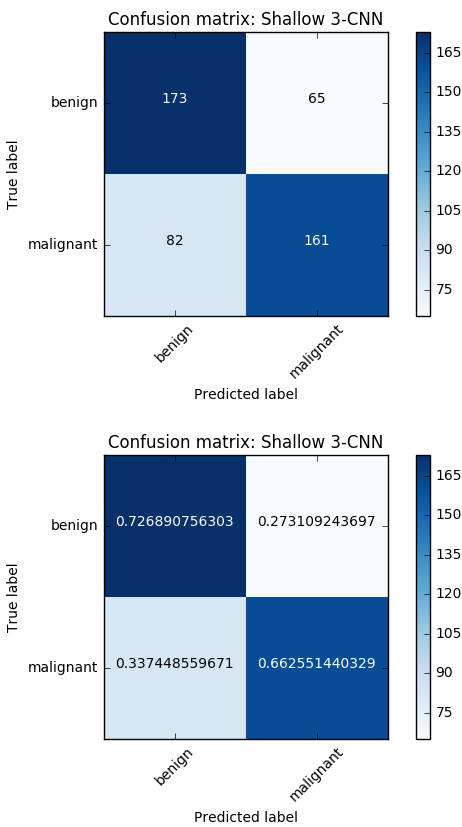 Confusion matrix: Shallow 3-CNN
benign 173 65
malignant 82 161
True label
benign malignant
Predicted label
165
150
135
120
105
90
75
Confusion matrix: Shallow 3-CNN
benign 0.726890756303 0.273109243697
malignant 0.337448559671 0.662551440329
True label
benign malignant
Predicted label
165
150
135
120
105
90
75